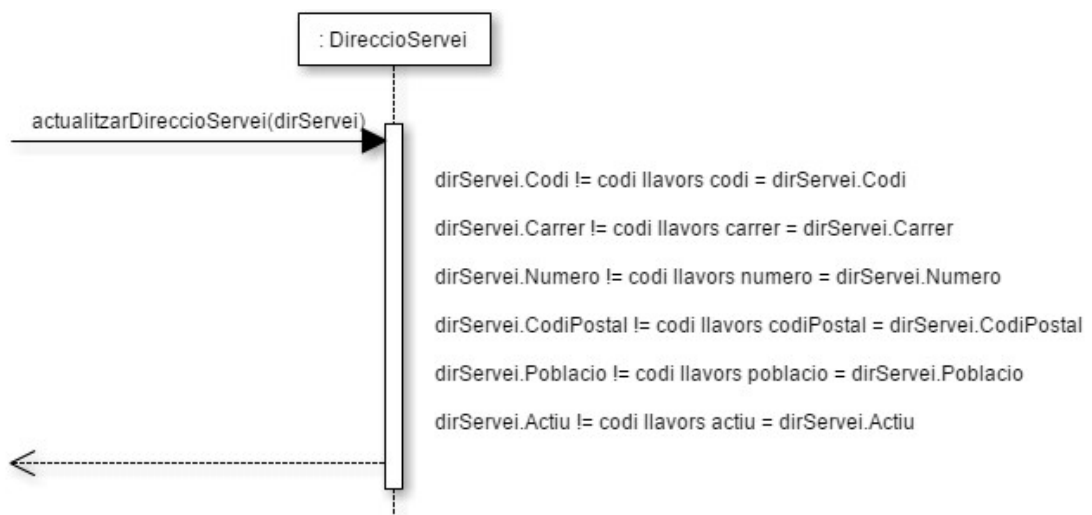 : DireccioServei
actualitzarDireccioServei(dirServei)
dirServei.Codi != codi llavors codi = dirServei.Codi
dirServei.Carrer != codi llavors carrer = dirServei.Carrer
dirServei.Numero != codi llavors numero = dirServei.Numero
dirServei.CodiPostal != codi llavors codiPostal = dirServei.CodiPostal
dirServei.Poblacio != codi llavors poblacio = dirServei.Poblacio
dirServei.Actiu != codi llavors actiu = dirServei.Actiu